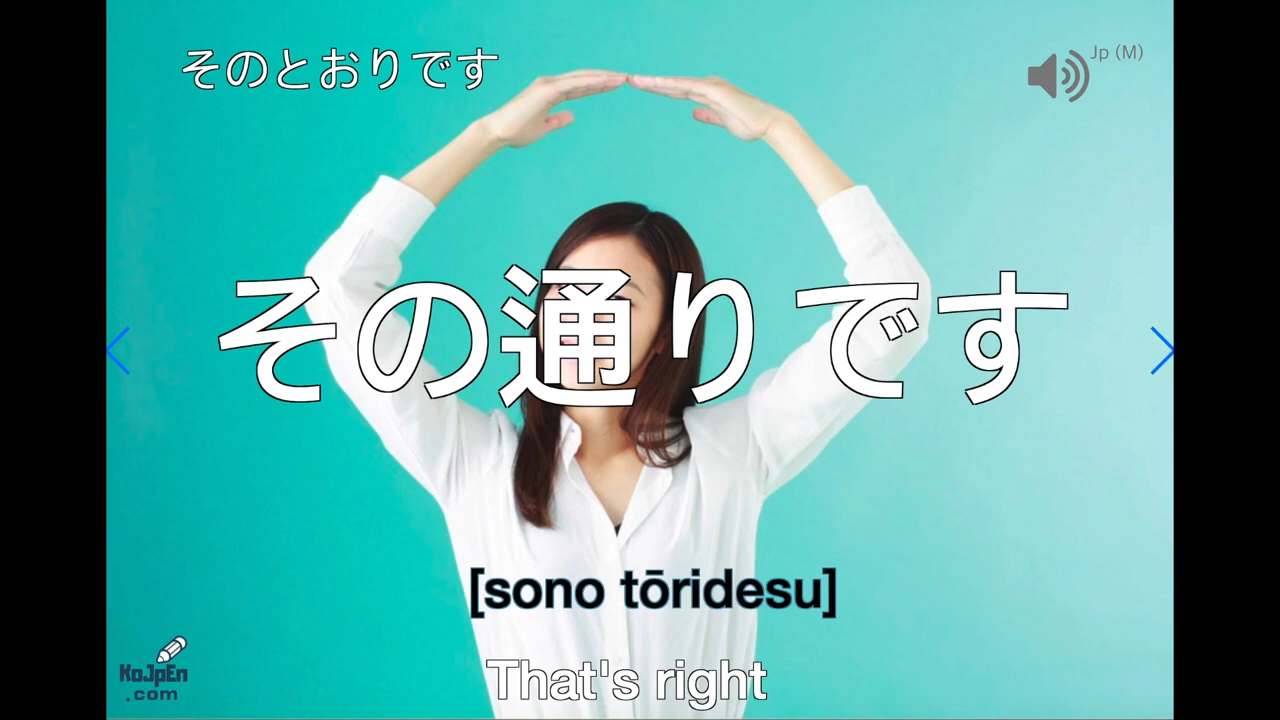 そのとおりです
Jp (M)
その通りです
[sono tōridesu]
That's right
KoJpEn
.com